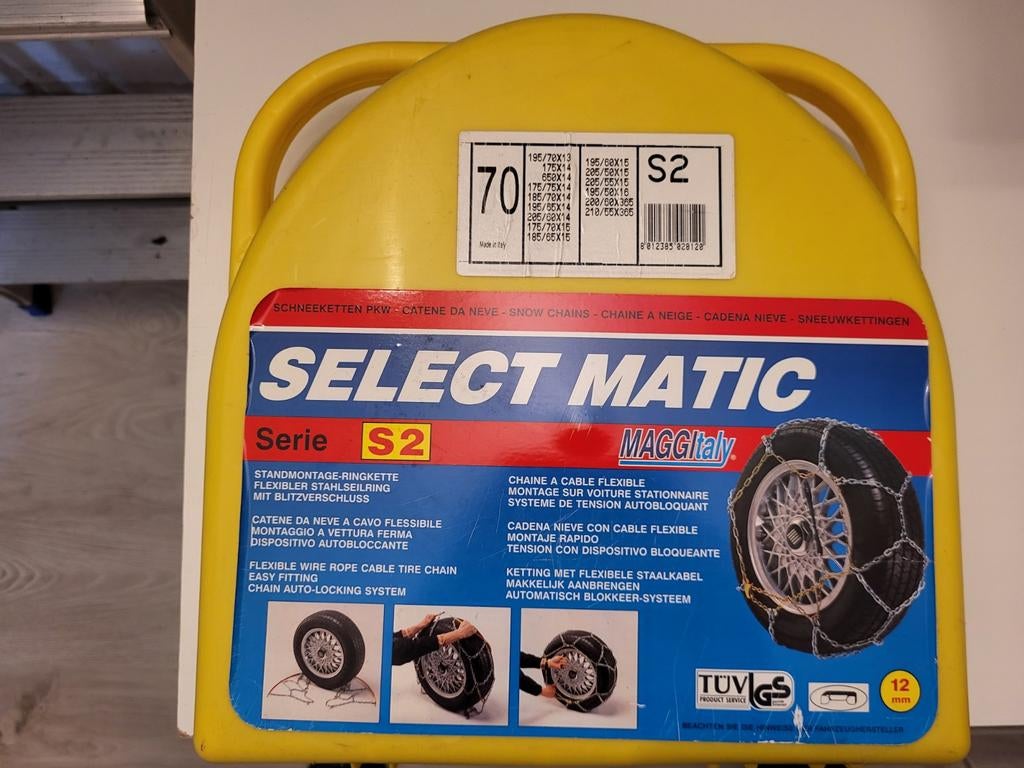 70
Made in Italy
195/70X13
175X14
650X14
175/75X14
185/70X14
195/65X14
205/60X14
175/70X15
185/65X15
195/60X15
205/50X15
205/55X15
195/50X16
200/60X365
210/55X365
S2
8 012385 028120
SCHNEEKETTEN PKW - CATENE DA NEVE - SNOW CHAINS - CHAINE A NEIGE - CADENA NIEVE - SNEEUWKETTINGEN
SELECT MATIC
Serie S2
MAGGItaly
STANDMONTAGE-RINGKETTE
FLEXIBLER STAHLSEILRING
MIT BLITZVERSCHLUSS
CATENE DA NEVE A CAVO FLESSIBILE
MONTAGGIO A VETTURA FERMA
DISPOSITIVO AUTOBLOCCANTE
FLEXIBLE WIRE ROPE CABLE TIRE CHAIN
EASY FITTING
CHAIN AUTO-LOCKING SYSTEM
CHAINE A CABLE FLEXIBLE
MONTAGE SUR VOITURE STATIONNAIRE
SYSTEME DE TENSION AUTOBLOQUANT
CADENA NIEVE CON CABLE FLEXIBLE
MONTAJE RAPIDO
TENSION CON DISPOSITIVO BLOQUEANTE
KETTING MET FLEXIBELE STAALKABEL
MAKKELIJK AANBRENGEN
AUTOMATISCH BLOKKEER-SYSTEEM
TÜV
PRODUCT SERVICE
GS
12
mm
BEACHTEN SIE DIE HINWEISE FAHRZEUGHERSTELLER